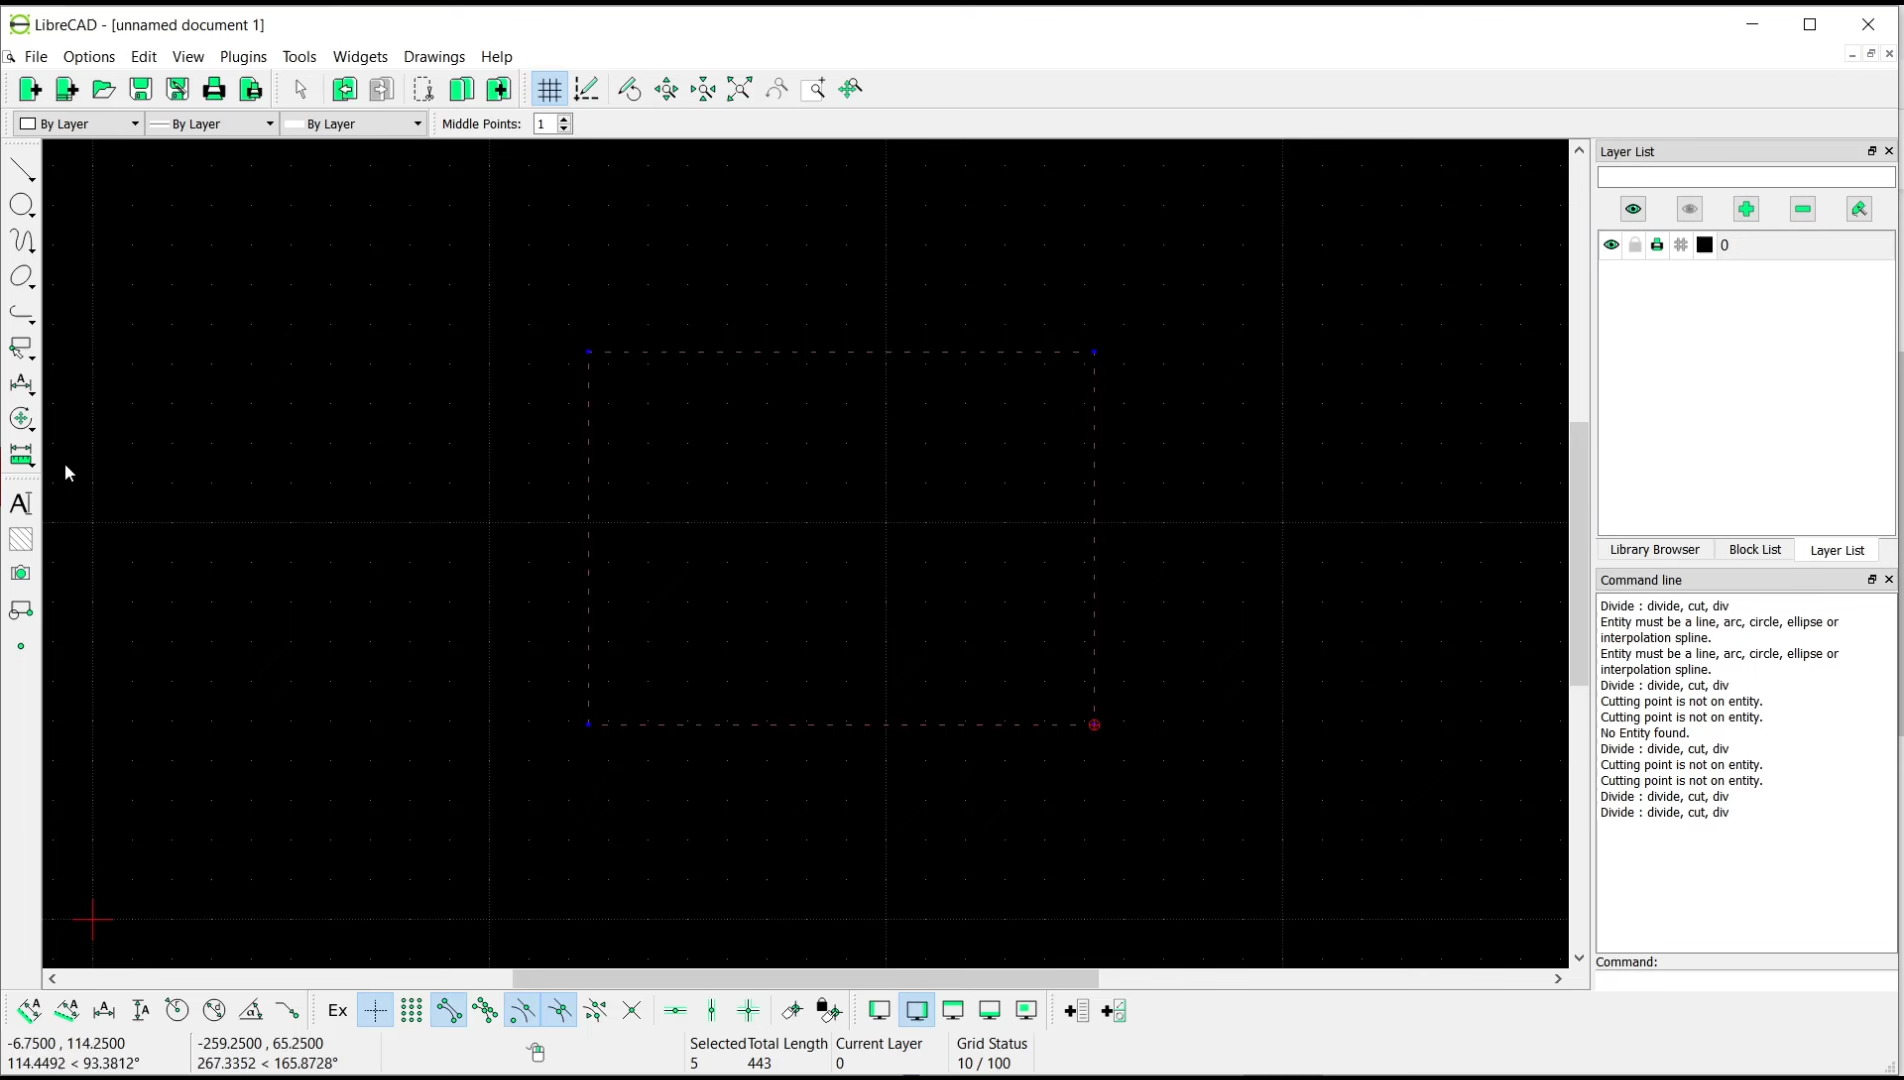 LibreCAD - [unnamed document 1]
File Options Edit View Plugins Tools Widgets Drawings Help
By Layer By Layer By Layer Middle Points: 1
Layer List
0
Library Browser Block List Layer List
Command line
Divide : divide, cut, div
Entity must be a line, arc, circle, ellipse or
interpolation spline.
Entity must be a line, arc, circle, ellipse or
interpolation spline.
Divide : divide, cut, div
Cutting point is not on entity.
Cutting point is not on entity.
No Entity found.
Divide : divide, cut, div
Cutting point is not on entity.
Cutting point is not on entity.
Divide : divide, cut, div
Divide : divide, cut, div
Command:
Ex
-6.7500 , 114.2500 -259.2500 , 65.2500 Selected Total Length Current Layer Grid Status
114.4492 < 93.3812° 267.3352 < 165.8728° 5 443 0 10 / 100